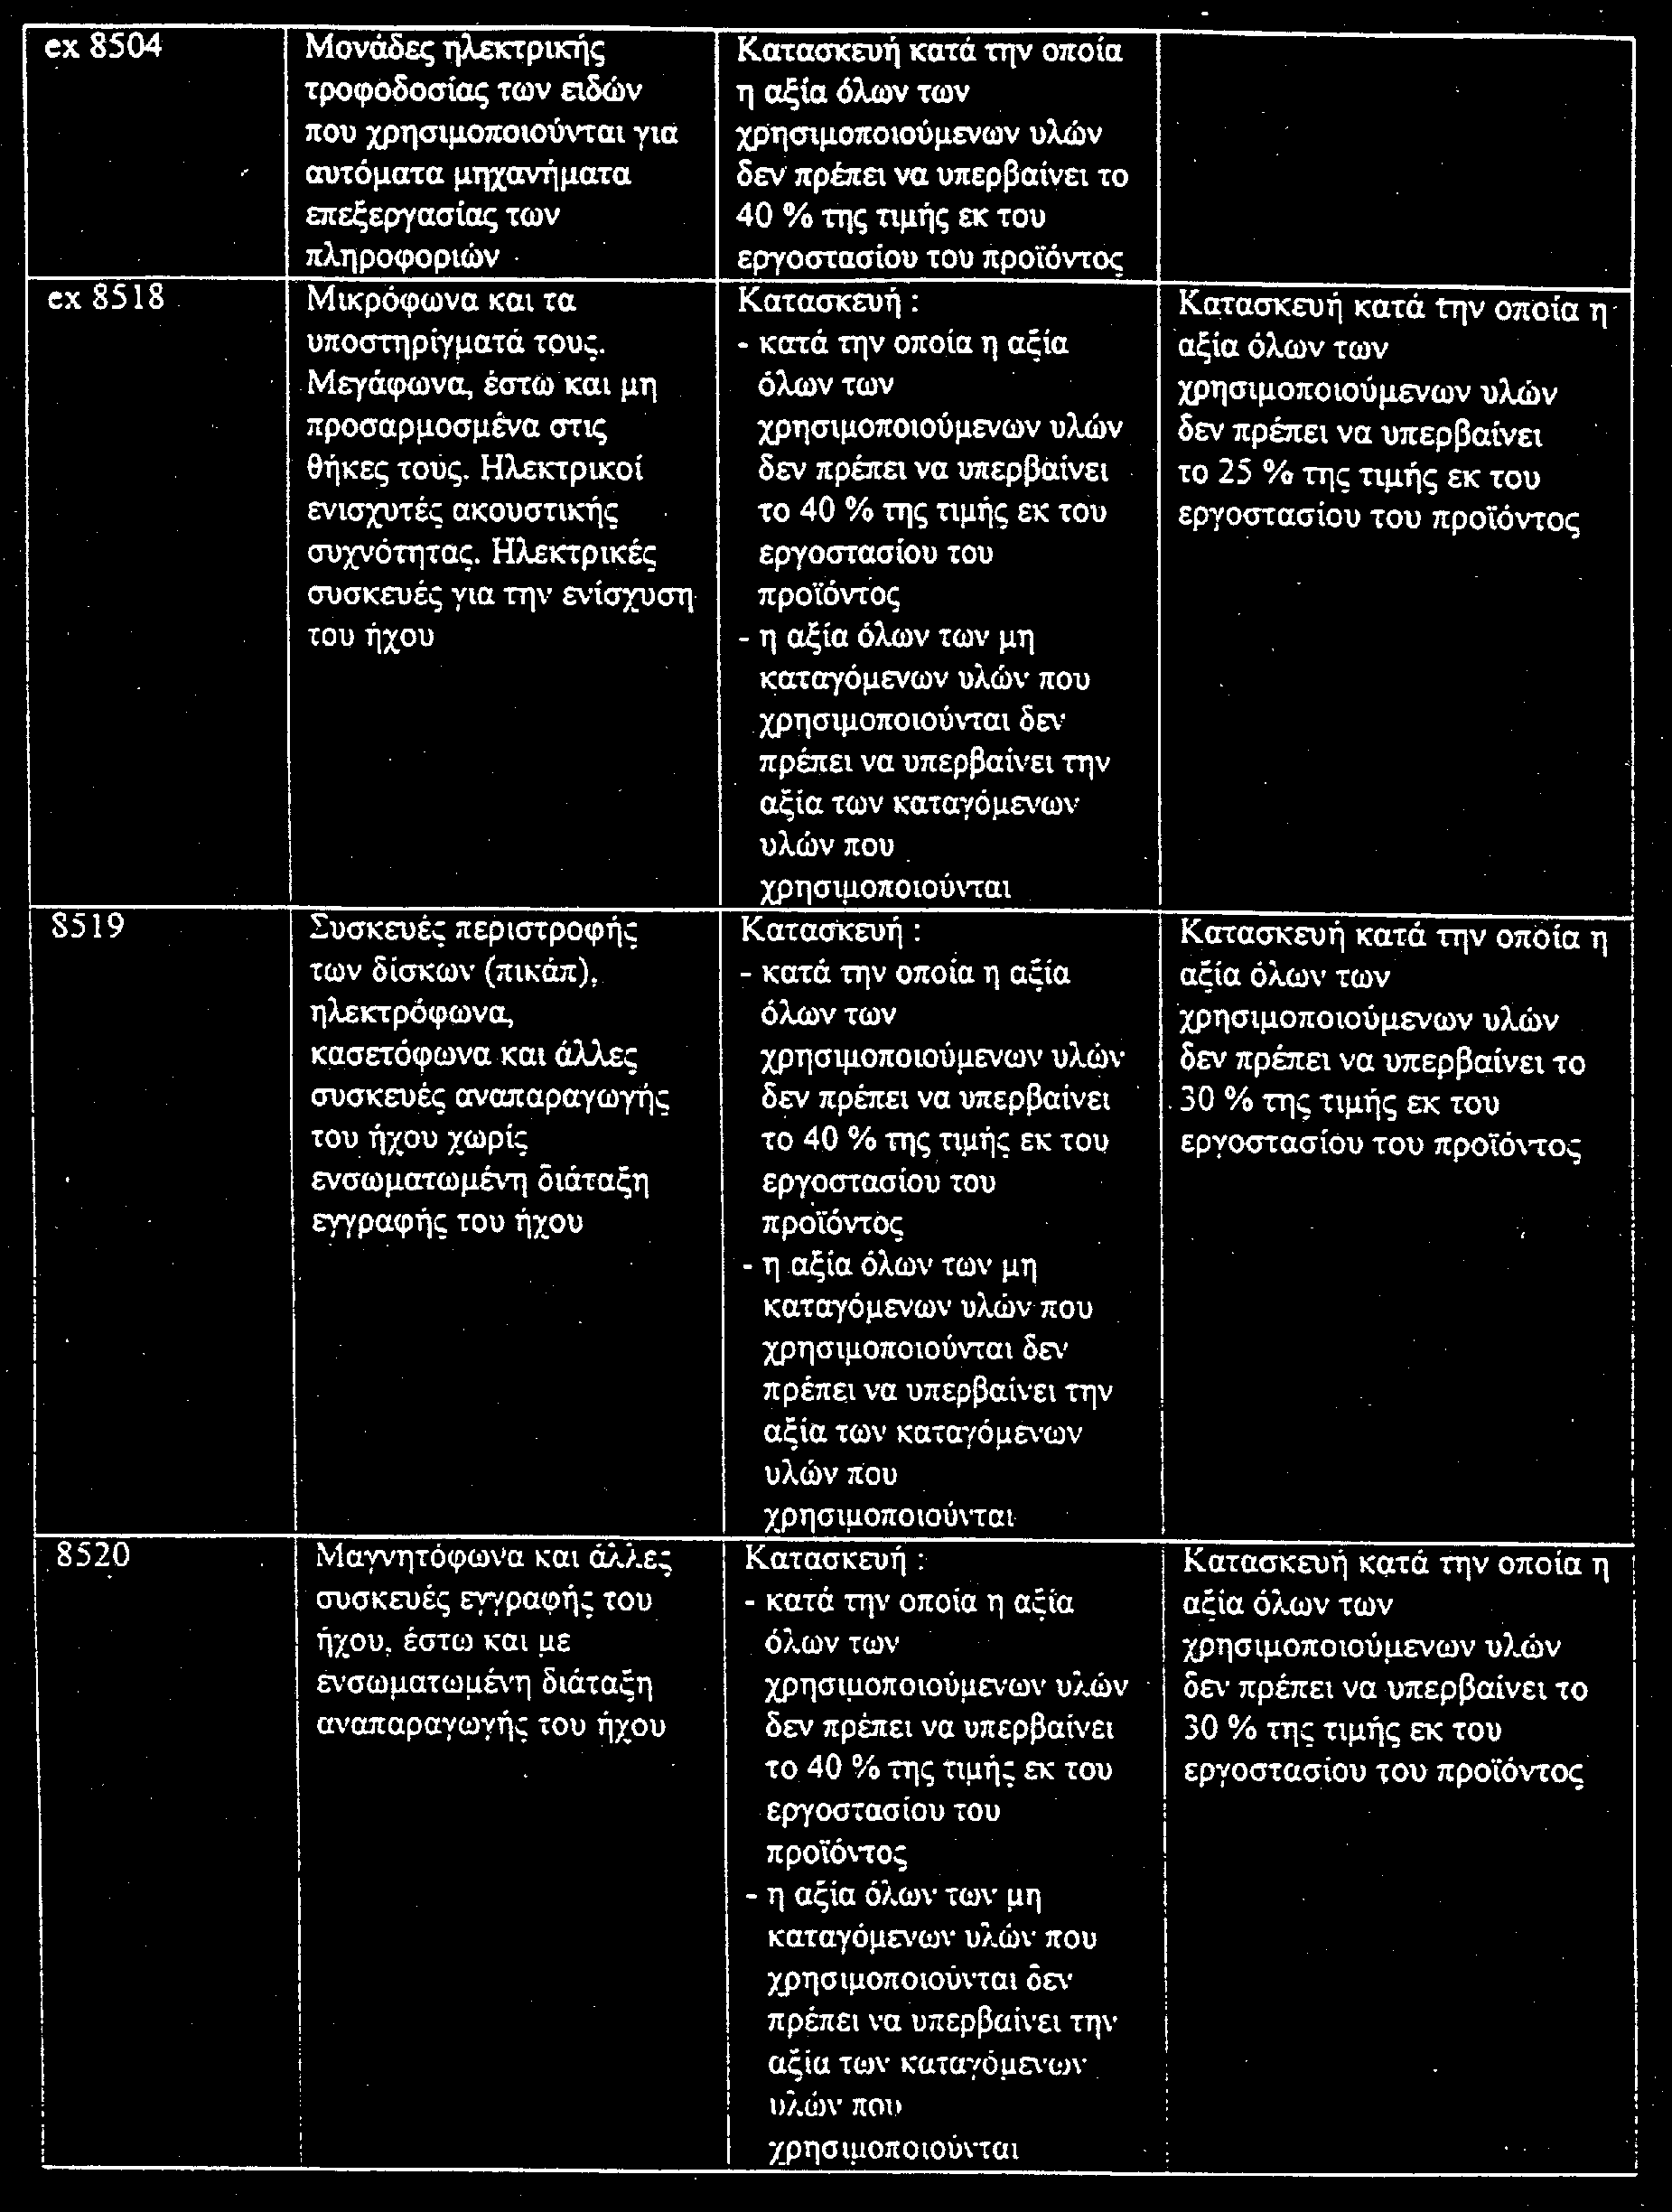 ex 8504
Μονάδες ηλεκτρικής
τροφοδοσίας των ειδών
που χρησιμοποιούνται για
αυτόματα μηχανήματα
επεξεργασίας των
πληροφοριών
Κατασκευή κατά την οποία
η αξία όλων των
χρησιμοποιούμενων υλών
δεν πρέπει να υπερβαίνει το
40 % της τιμής εκ του
εργοστασίου του προϊόντος
ex 8518
Μικρόφωνα και τα
υποστηρίγματά τους.
Μεγάφωνα, έστω και μη
προσαρμοσμένα στις
θήκες τους. Ηλεκτρικοί
ενισχυτές ακουστικής
συχνότητας. Ηλεκτρικές
συσκευές για την ενίσχυση
του ήχου
Κατασκευή :
- κατά την οποία η αξία
όλων των
χρησιμοποιούμενων υλών
δεν πρέπει να υπερβαίνει
το 40 % της τιμής εκ του
εργοστασίου του
προϊόντος
- η αξία όλων των μη
καταγόμενων υλών που
χρησιμοποιούνται δεν
πρέπει να υπερβαίνει την
αξία των καταγόμενων
υλών που
χρησιμοποιούνται
Κατασκευή κατά την οποία η
αξία όλων των
χρησιμοποιούμενων υλών
δεν πρέπει να υπερβαίνει
το 25 % της τιμής εκ του
εργοστασίου του προϊόντος
8519
Συσκευές περιστροφής
των δίσκων (πικάπ),
ηλεκτρόφωνα,
κασετόφωνα και άλλες
συσκευές αναπαραγωγής
του ήχου χωρίς
ενσωματωμένη διάταξη
εγγραφής του ήχου
Κατασκευή :
- κατά την οποία η αξία
όλων των
χρησιμοποιούμενων υλών
δεν πρέπει να υπερβαίνει
το 40 % της τιμής εκ του
εργοστασίου του
προϊόντος
- η αξία όλων των μη
καταγόμενων υλών που
χρησιμοποιούνται δεν
πρέπει να υπερβαίνει την
αξία των καταγόμενων
υλών που
χρησιμοποιούνται
Κατασκευή κατά την οποία η
αξία όλων των
χρησιμοποιούμενων υλών
δεν πρέπει να υπερβαίνει το
30 % της τιμής εκ του
εργοστασίου του προϊόντος
8520
Μαγνητόφωνα και άλλες
συσκευές εγγραφής του
ήχου, έστω και με
ενσωματωμένη διάταξη
αναπαραγωγής του ήχου
Κατασκευή :
- κατά την οποία η αξία
όλων των
χρησιμοποιούμενων υλών
δεν πρέπει να υπερβαίνει
το 40 % της τιμής εκ του
εργοστασίου του
προϊόντος
- η αξία όλων των μη
καταγόμενων υλών που
χρησιμοποιούνται δεν
πρέπει να υπερβαίνει την
αξία των καταγόμενων
υλών που
χρησιμοποιούνται
Κατασκευή κατά την οποία η
αξία όλων των
χρησιμοποιούμενων υλών
δεν πρέπει να υπερβαίνει το
30 % της τιμής εκ του
εργοστασίου του προϊόντος